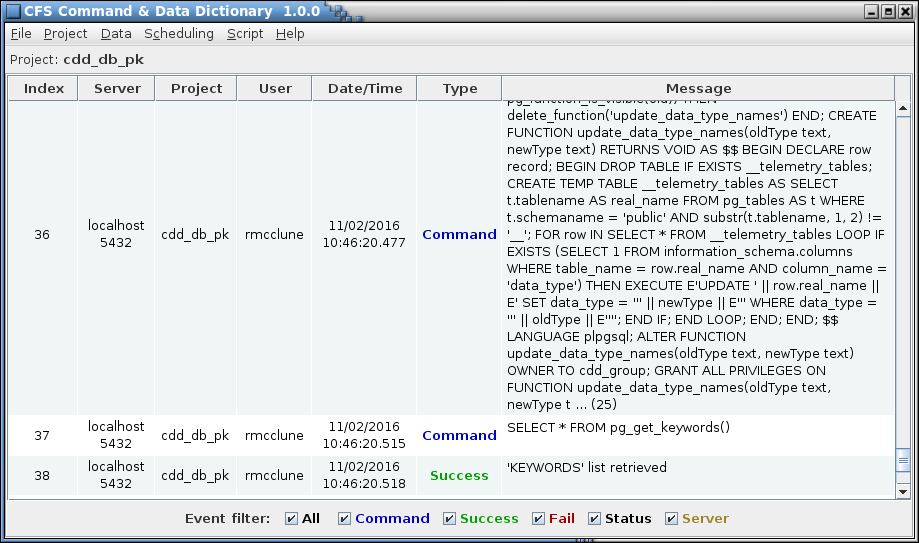 CFS Command & Data Dictionary 1.0.0
File Project Data Scheduling Script Help
Project: cdd_db_pk
Index Server Project User Date/Time Type Message
pg_function_is_visible(oid)) THEN
delete_function('update_data_type_names') END; CREATE
FUNCTION update_data_type_names(oldType text,
newType text) RETURNS VOID AS $$ BEGIN DECLARE row
record; BEGIN DROP TABLE IF EXISTS __telemetry_tables;
CREATE TEMP TABLE __telemetry_tables AS SELECT
t.tablename AS real_name FROM pg_tables AS t WHERE
t.schemaname = 'public' AND substr(t.tablename, 1, 2) !=
'__'; FOR row IN SELECT * FROM __telemetry_tables LOOP IF
EXISTS (SELECT 1 FROM information_schema.columns
WHERE table_name = row.real_name AND column_name =
'data_type') THEN EXECUTE E'UPDATE ' || row.real_name ||
E' SET data_type = ''' || newType || E''' WHERE data_type =
''' || oldType || E''''; END IF; END LOOP; END; END; $$
LANGUAGE plpgsql; ALTER FUNCTION
update_data_type_names(oldType text, newType text)
OWNER TO cdd_group; GRANT ALL PRIVILEGES ON
FUNCTION update_data_type_names(oldType text,
newType t ... (25)
36 localhost 5432 cdd_db_pk rmcclune 11/02/2016 10:46:20.477 Command
37 localhost 5432 cdd_db_pk rmcclune 11/02/2016 10:46:20.515 Command SELECT * FROM pg_get_keywords()
38 localhost 5432 cdd_db_pk rmcclune 11/02/2016 10:46:20.518 Success 'KEYWORDS' list retrieved
Event filter: All Command Success Fail Status Server